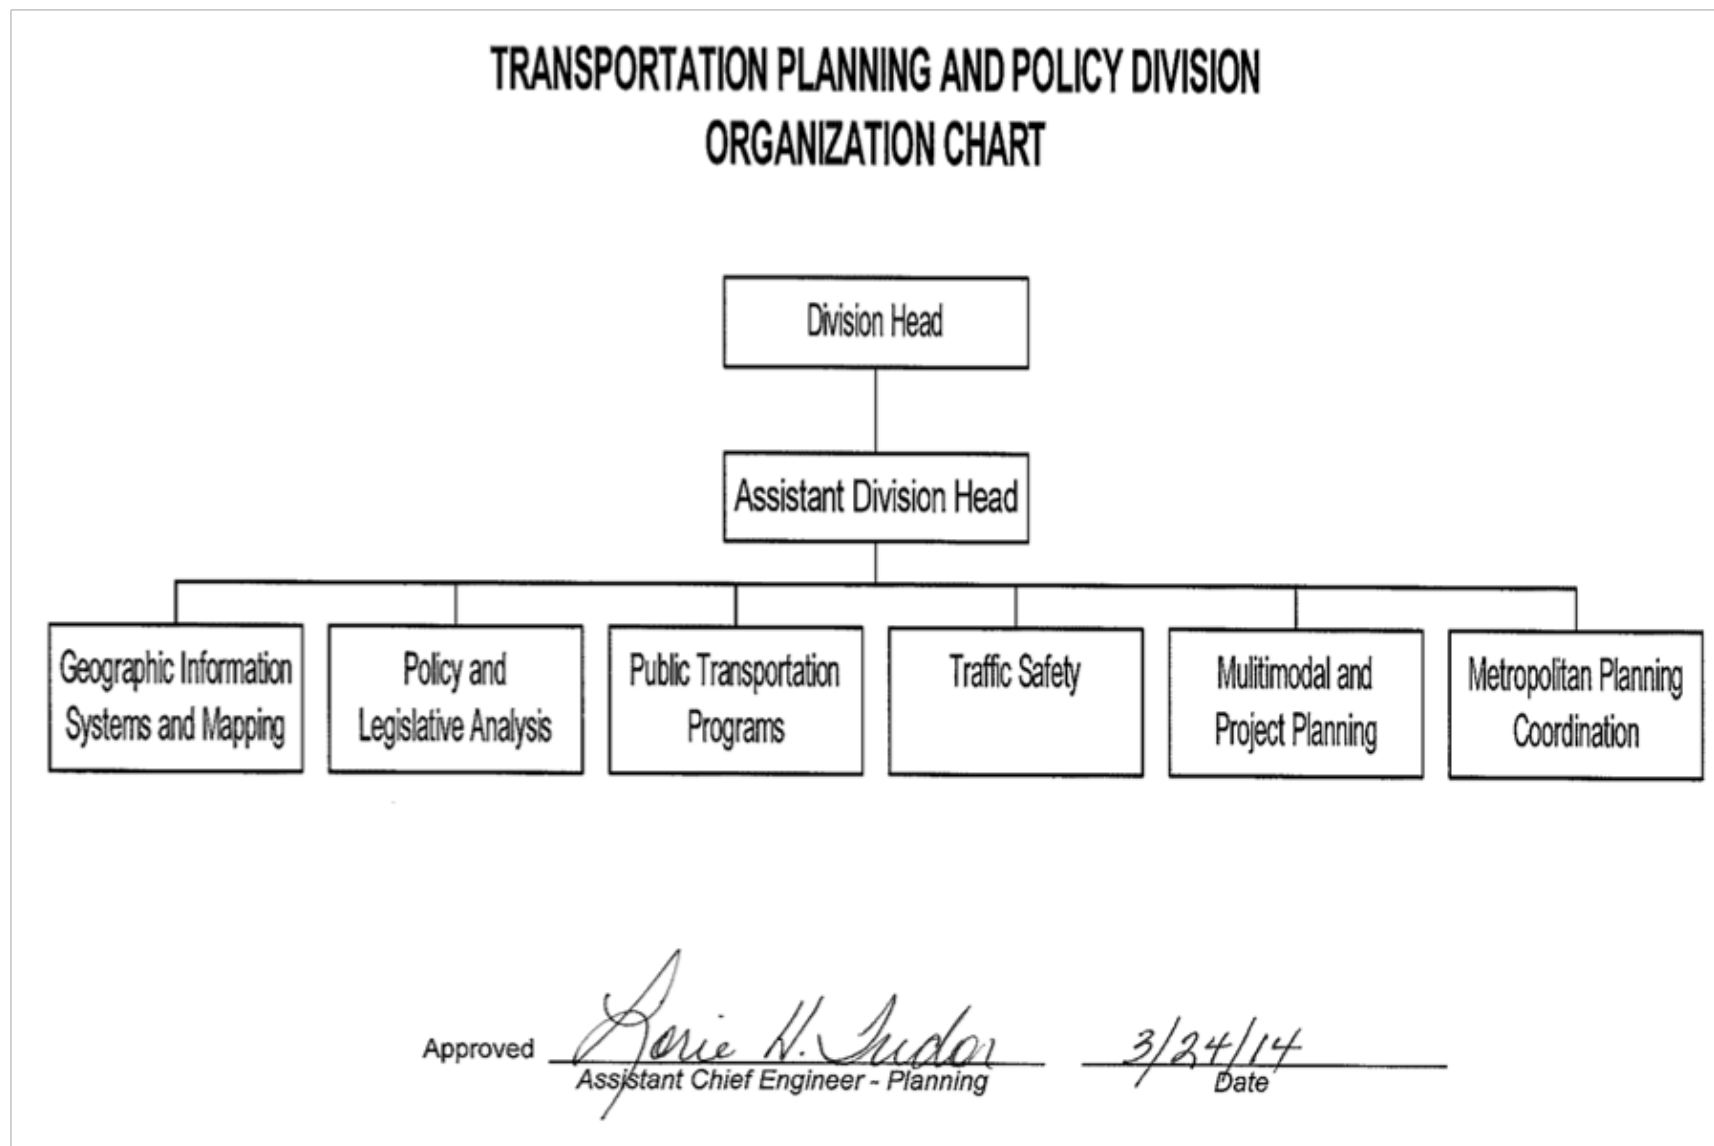 TRANSPORTATION PLANNING AND POLICY DIVISION
ORGANIZATION CHART
Division Head
Assistant Division Head
Geographic Information
Systems and Mapping
Policy and
Legislative Analysis
Public Transportation
Programs
Traffic Safety
Mulitimodal and
Project Planning
Metropolitan Planning
Coordination
Approved Lorie H. Tudor 3/24/14
Assistant Chief Engineer - Planning Date